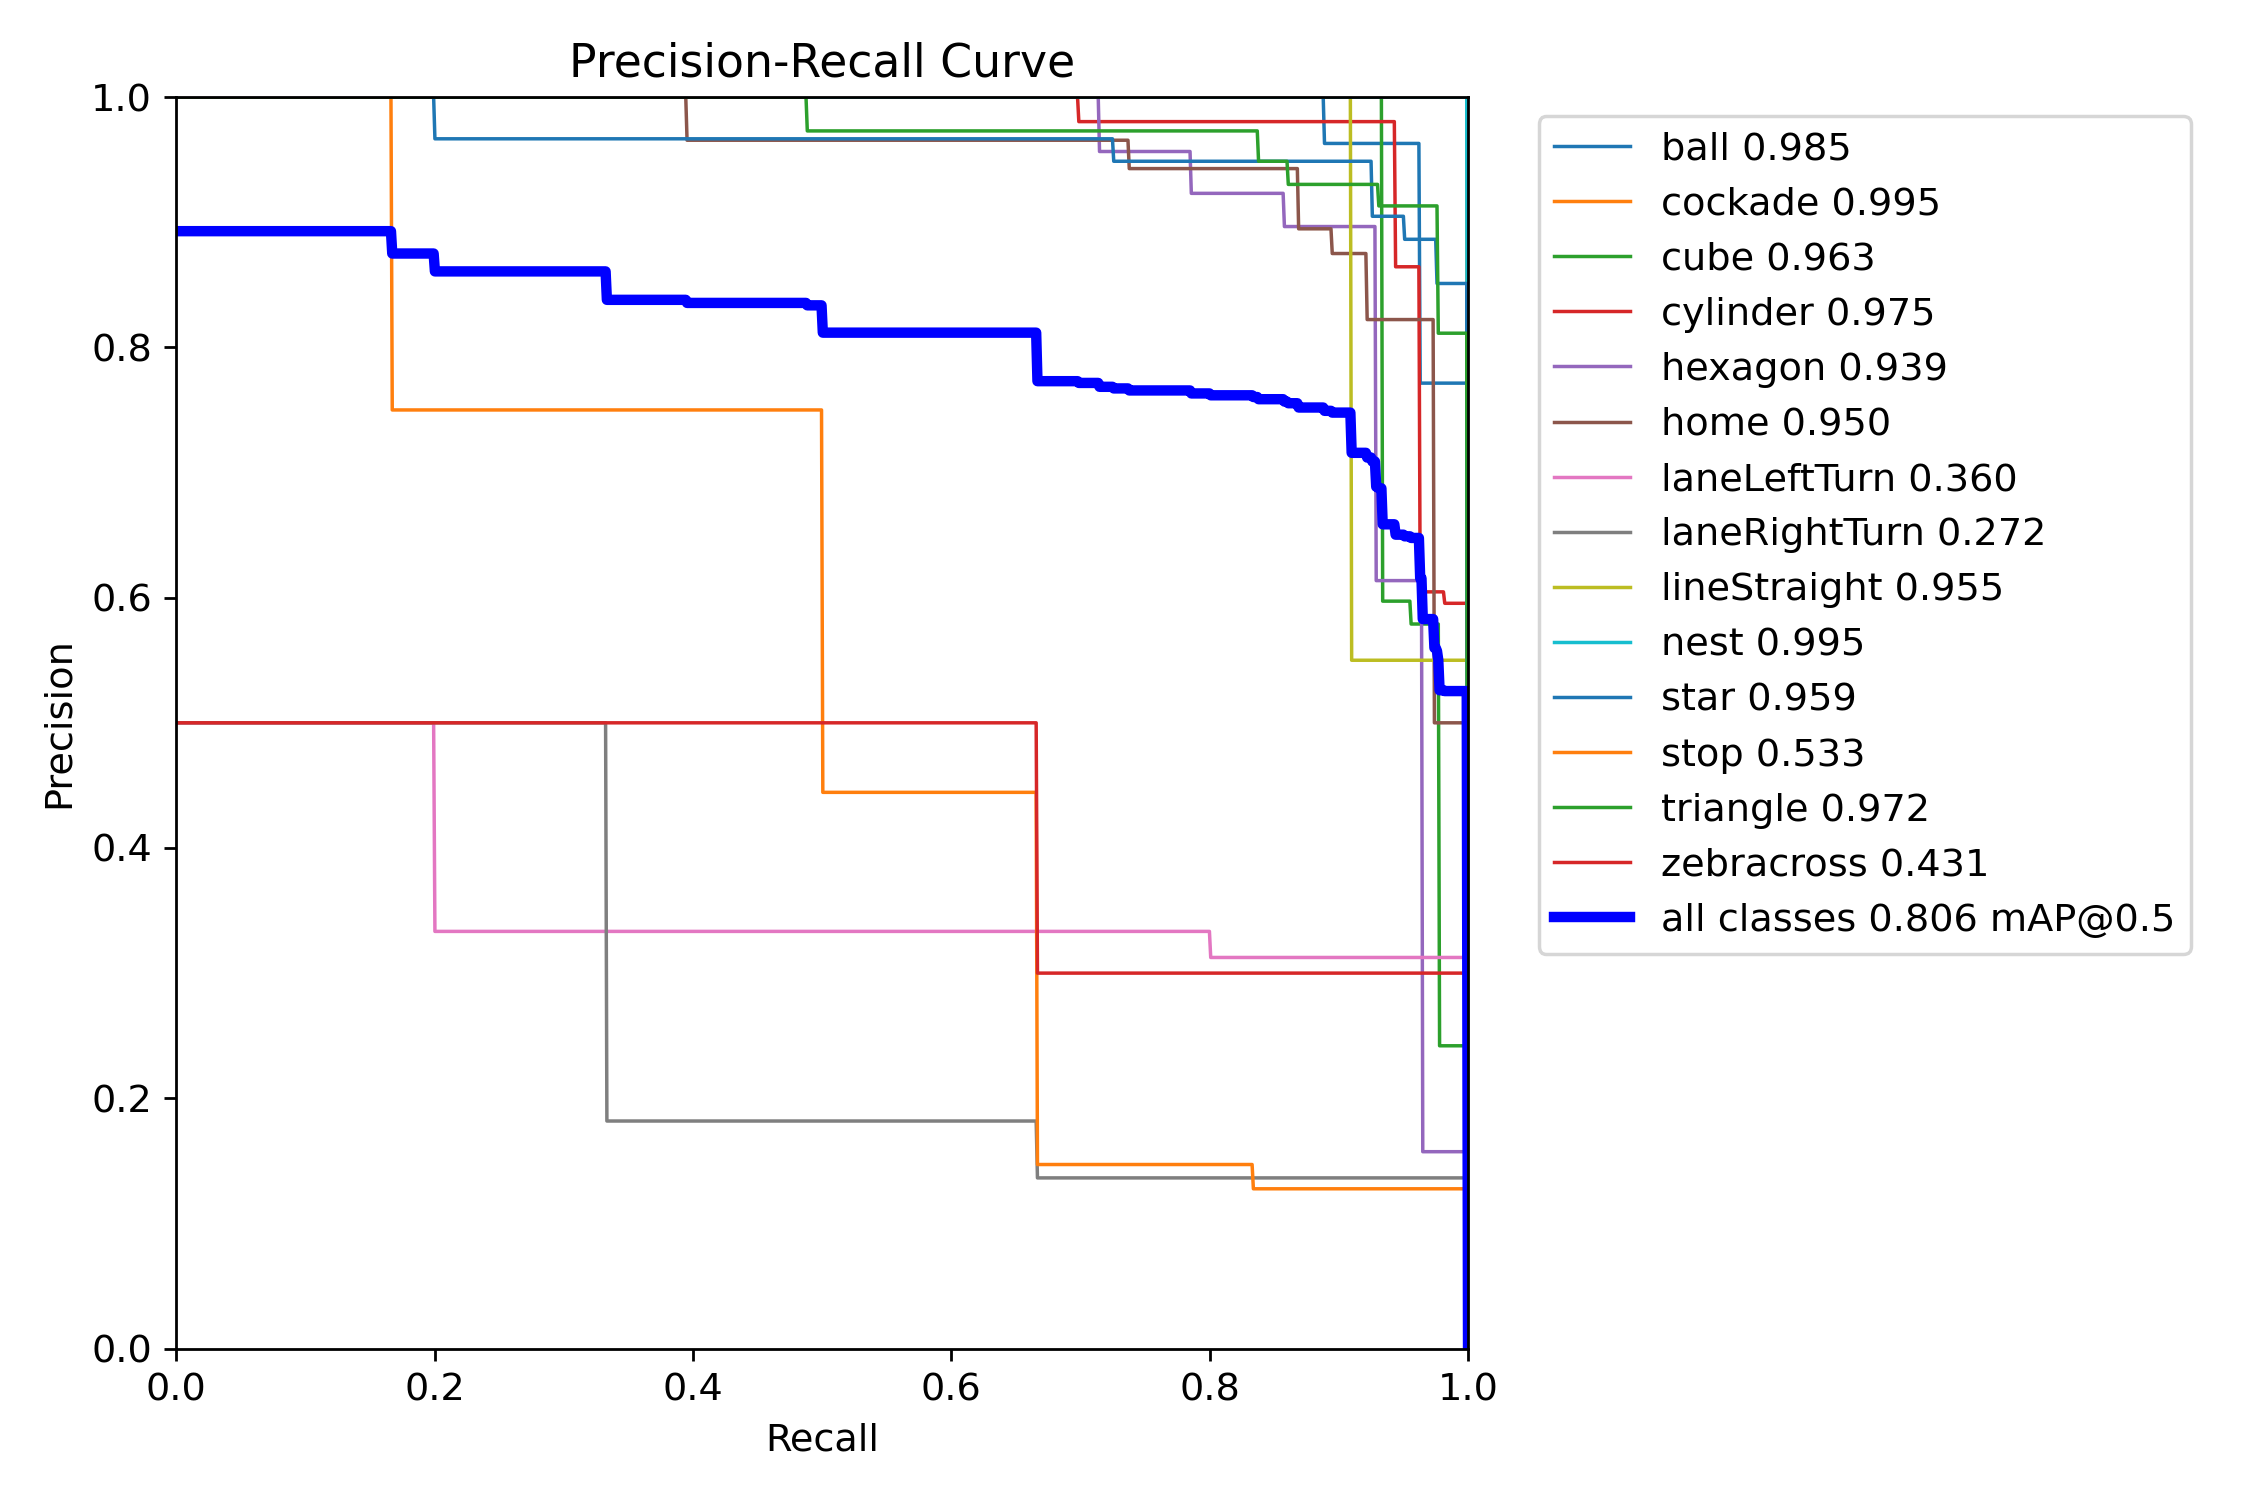 Precision-Recall Curve
1.0
0.8
0.6
0.4
0.2
0.0
Precision
0.0 0.2 0.4 0.6 0.8 1.0
Recall
ball 0.985
cockade 0.995
cube 0.963
cylinder 0.975
hexagon 0.939
home 0.950
laneLeftTurn 0.360
laneRightTurn 0.272
lineStraight 0.955
nest 0.995
star 0.959
stop 0.533
triangle 0.972
zebracross 0.431
all classes 0.806 mAP@0.5